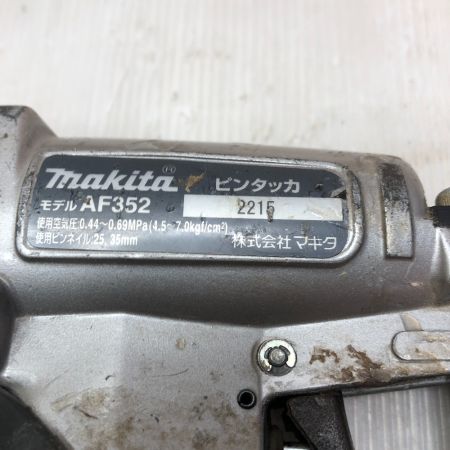 makita® ピンタッカ
モデル AF352 2215
使用空気圧:0.44~0.69MPa(4.5~7.0kgf/cm²)
使用ピンネイル:25, 35mm 株式会社マキタ